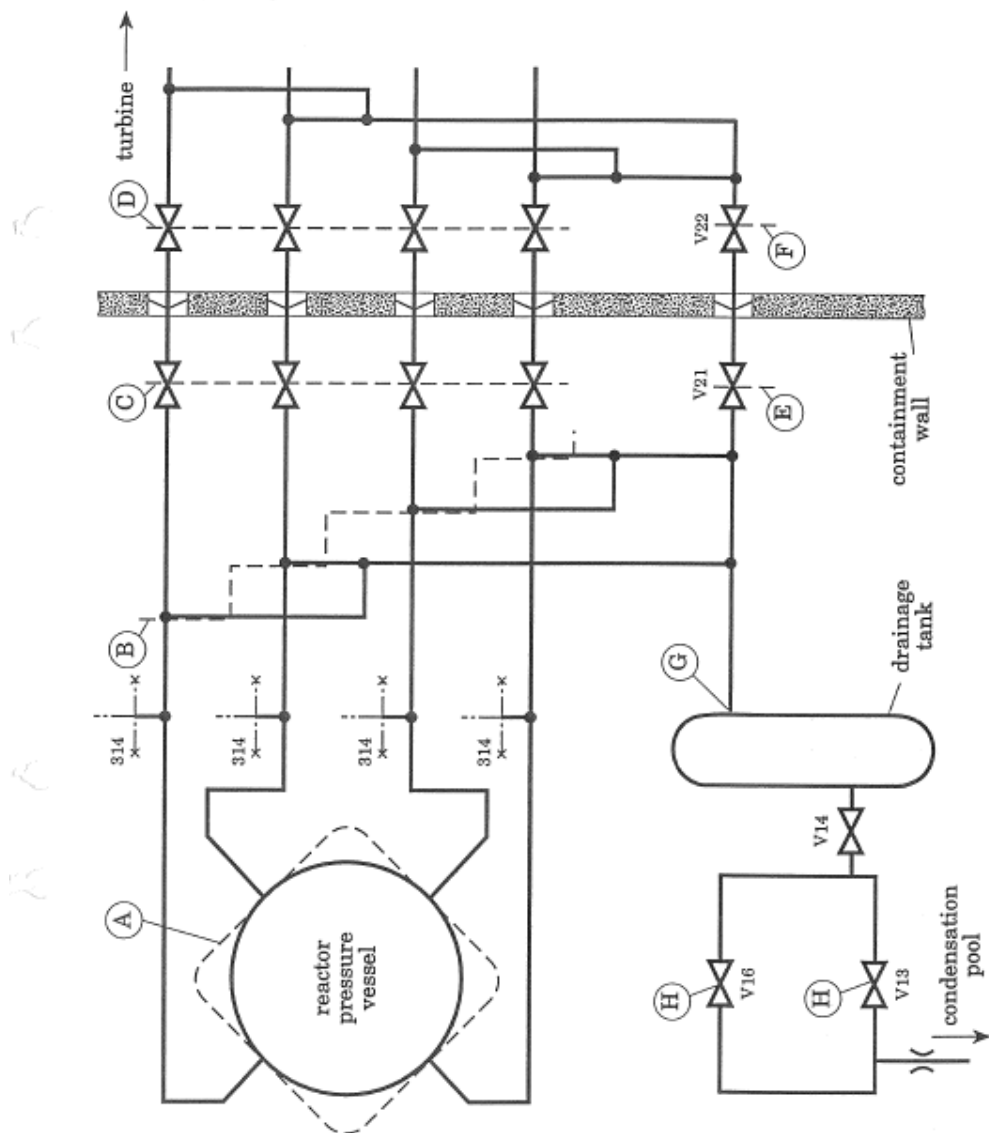 turbine
D
C
B
A
314
314
314
314
reactor
pressure
vessel
V22
F
V21
E
containment
wall
G
drainage
tank
V14
H
V16
H
V13
condensation
pool